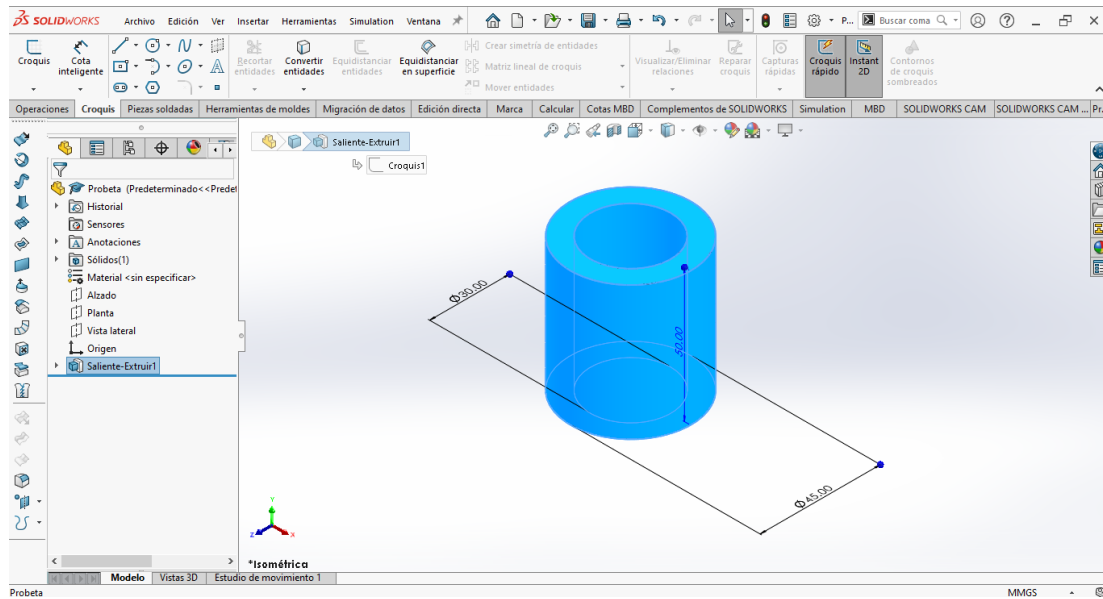 SOLIDWORKS Archivo Edición Ver Insertar Herramientas Simulation Ventana P... Buscar coma
Croquis
Cota inteligente
Recortar entidades
Convertir entidades
Equidistanciar entidades
Equidistanciar en superficie
Crear simetría de entidades
Matriz lineal de croquis
Mover entidades
Visualizar/Eliminar relaciones
Reparar croquis
Capturas rápidas
Croquis rápido
Instant 2D
Contornos de croquis sombreados
Operaciones Croquis Piezas soldadas Herramientas de moldes Migración de datos Edición directa Marca Calcular Cotas MBD Complementos de SOLIDWORKS Simulation MBD SOLIDWORKS CAM SOLIDWORKS CAM ... Pr
Saliente-Extruir1
Croquis1
Probeta (Predeterminado<<Predet
Historial
Sensores
Anotaciones
Sólidos(1)
Material <sin especificar>
Alzado
Planta
Vista lateral
Origen
Saliente-Extruir1
Ø30.00
50.00
Ø45.00
Y
Z
X
*Isométrica
Modelo Vistas 3D Estudio de movimiento 1
Probeta MMGS